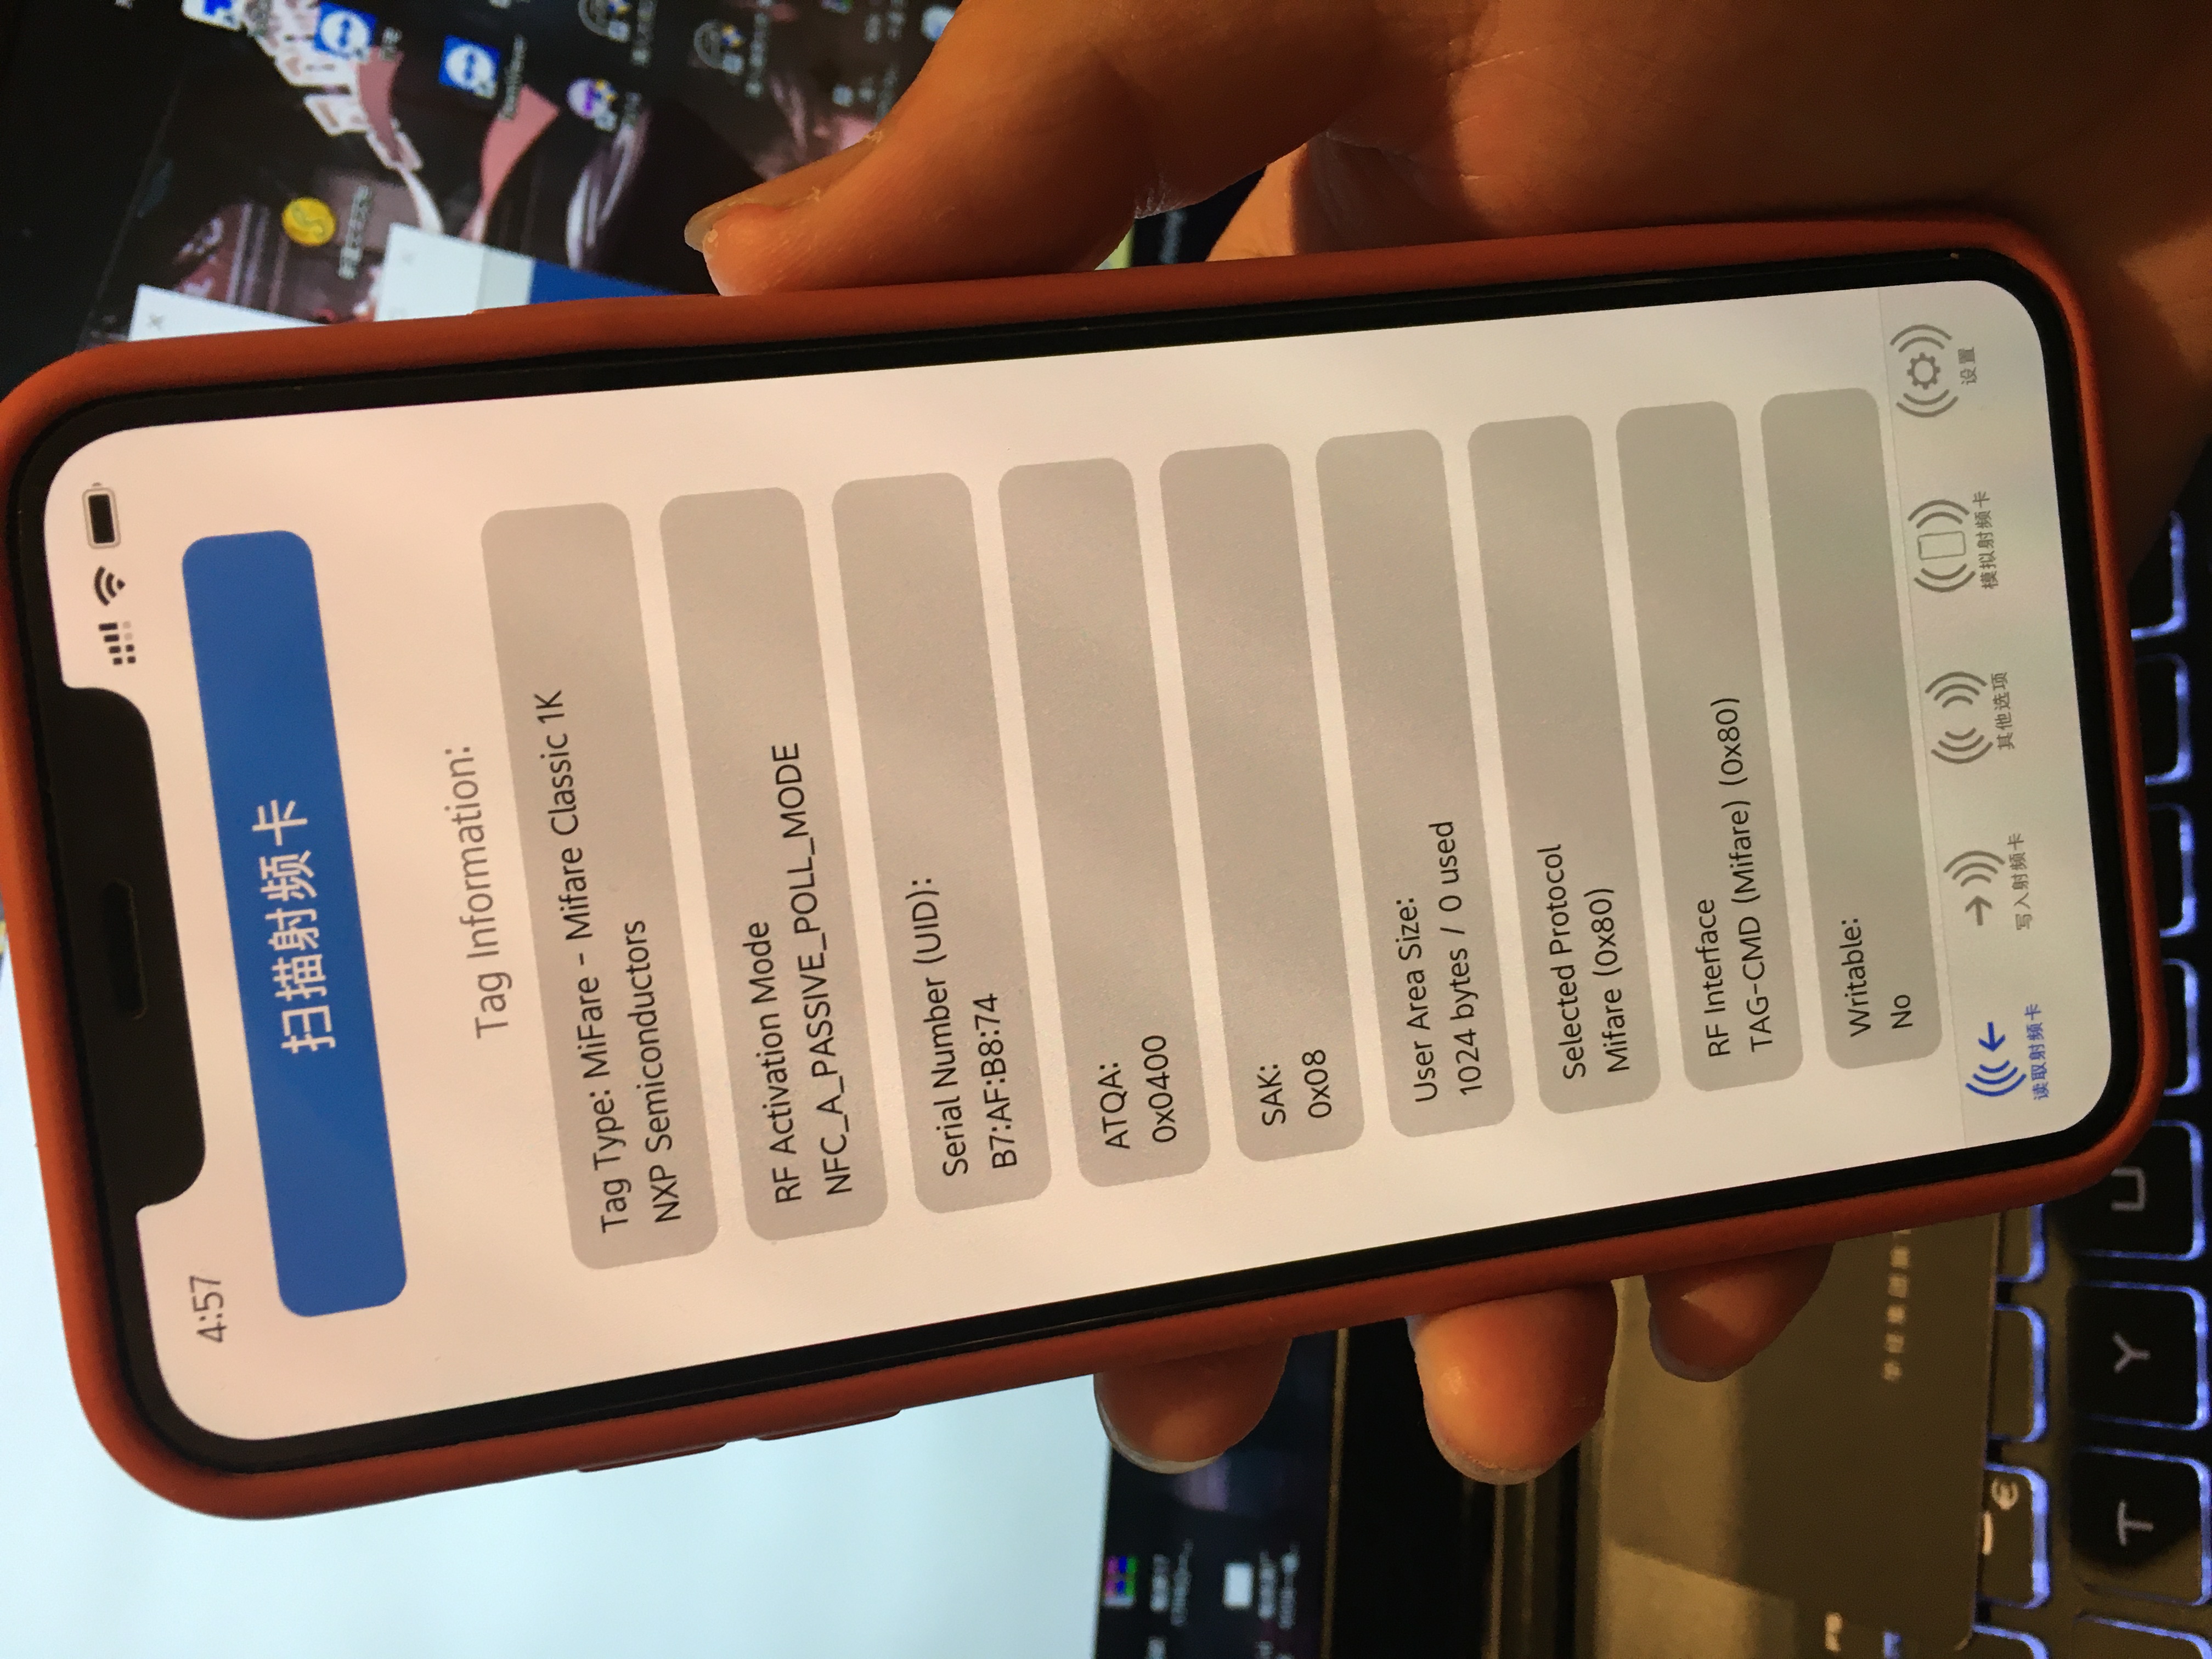 4:57
扫描射频卡
Tag Information:
Tag Type: MiFare - Mifare Classic 1K
NXP Semiconductors
RF Activation Mode
NFC_A_PASSIVE_POLL_MODE
Serial Number (UID):
B7:AF:B8:74
ATQA:
0x0400
SAK:
0x08
User Area Size:
1024 bytes / 0 used
Selected Protocol
Mifare (0x80)
RF Interface
TAG-CMD (Mifare) (0x80)
Writable:
No
读取射频卡
写入射频卡
其他选项
模拟射频卡
设置
€
T
Y
U